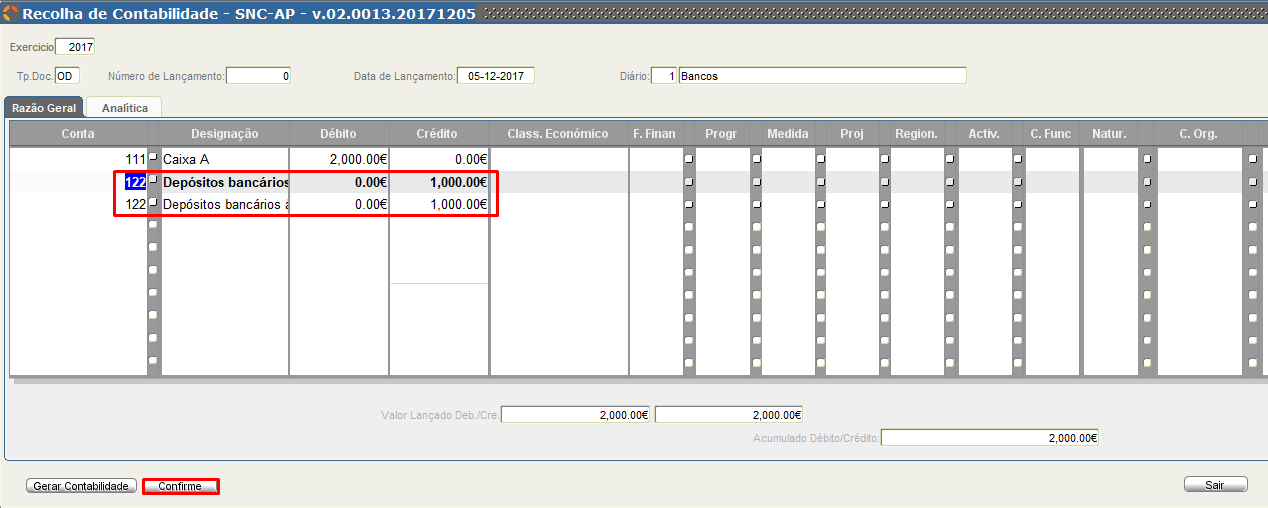 Recolha de Contabilidade - SNC-AP - v.02.0013.20171205
Exercício 2017
Tp.Doc. OD Número de Lançamento: 0 Data de Lançamento: 05-12-2017 Diário: 1 Bancos
Razão Geral Analítica
Conta Designação Débito Crédito Class. Económico F. Finan Progr Medida Proj Region. Activ. C. Func Natur. C. Org.
111 Caixa A 2,000.00€ 0.00€
122 Depósitos bancários 0.00€ 1,000.00€
122 Depósitos bancários 0.00€ 1,000.00€
Valor Lançado Deb./Cre. 2,000.00€ 2,000.00€
Acumulado Débito/Crédito: 2,000.00€
Gerar Contabilidade Confirme Sair